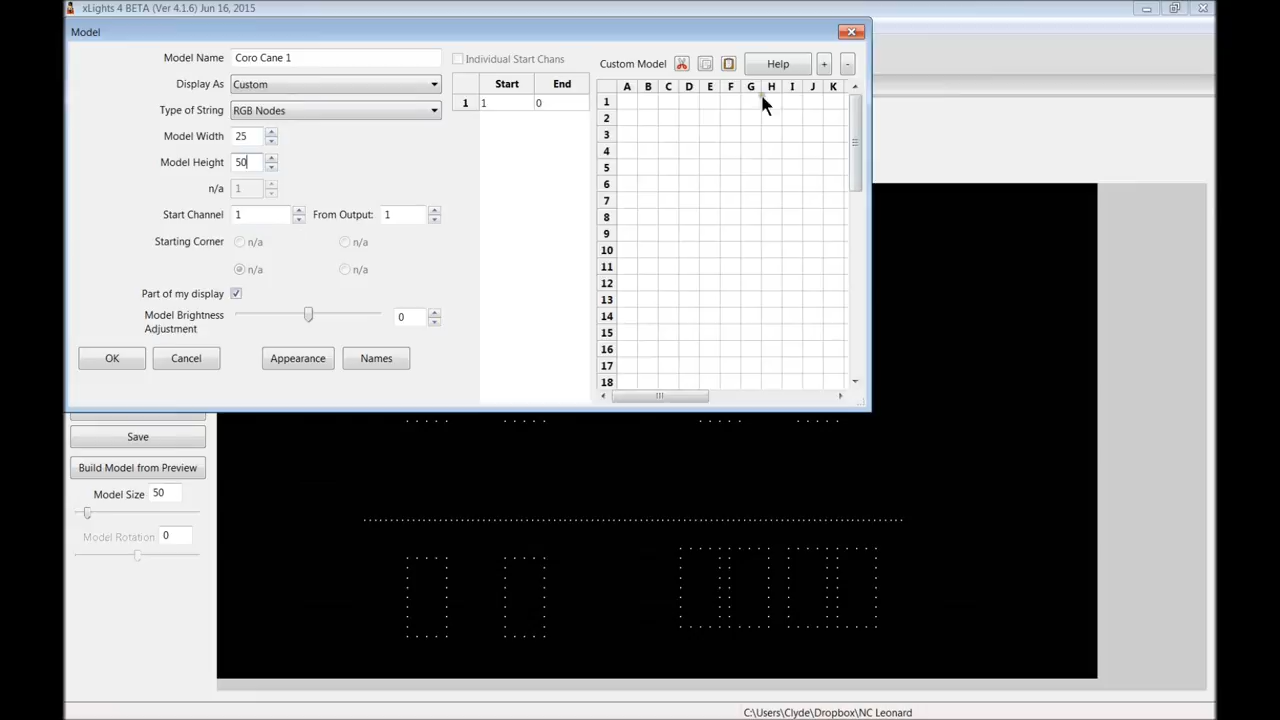 xLights 4 BETA (Ver 4.1.6) Jun 16, 2015
Model
Model Name Coro Cane 1
Display As Custom
Type of String RGB Nodes
Model Width 25
Model Height 50
n/a 1
Start Channel 1 From Output: 1
Starting Corner n/a n/a
n/a n/a
Part of my display
Model Brightness
Adjustment 0
OK Cancel Appearance Names
Individual Start Chans
Start End
1 1 0
Custom Model Help + -
A B C D E F G H I J K
1
2
3
4
5
6
7
8
9
10
11
12
13
14
15
16
17
18
Save
Build Model from Preview
Model Size 50
Model Rotation 0
C:\Users\Clyde\Dropbox\NC Leonard